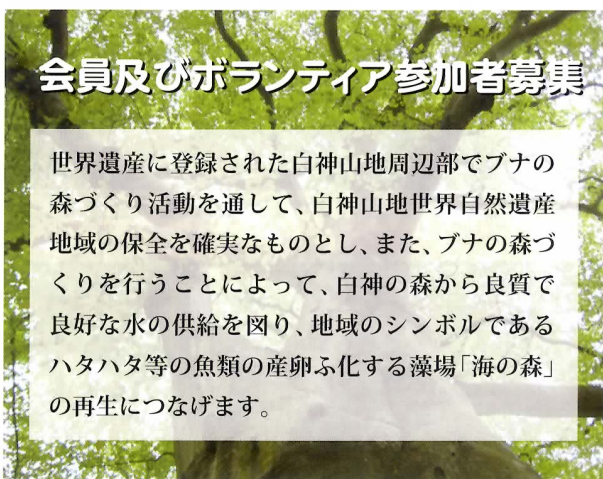 会員及びボランティア参加者募集
世界遺産に登録された白神山地周辺部でブナの
森づくり活動を通して、白神山地世界自然遺産
地域の保全を確実なものとし、また、ブナの森づ
くりを行うことによって、白神の森から良質で
良好な水の供給を図り、地域のシンボルである
ハタハタ等の魚類の産卵ふ化する藻場「海の森」
の再生につなげます。